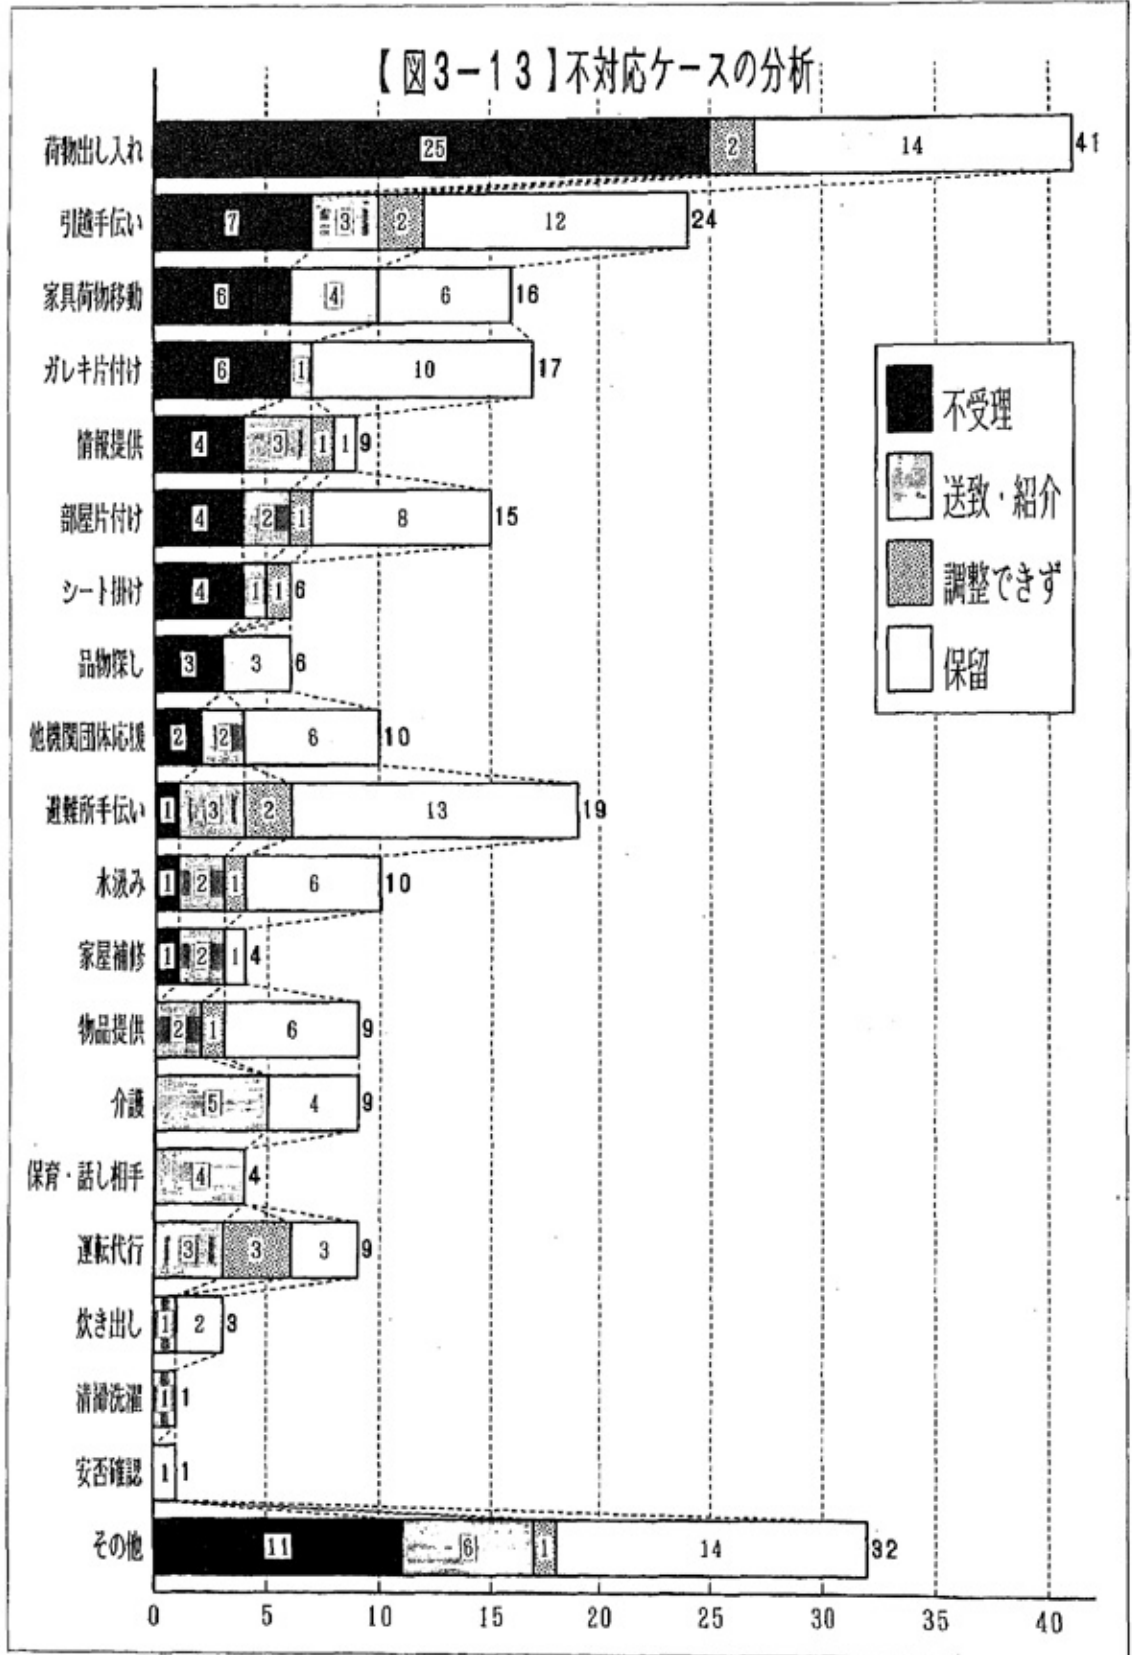 【図3-13】不対応ケースの分析
荷物出し入れ 25 2 14 41
引越手伝い 7 3 2 12 24
家具荷物移動 6 4 6 16
ガレキ片付け 6 1 10 17
情報提供 4 3 1 1 9
部屋片付け 4 2 1 8 15
シート掛け 4 1 1 6
品物探し 3 3 6
他機関団体応援 2 2 6 10
避難所手伝い 1 3 2 13 19
水汲み 1 2 1 6 10
家屋補修 1 2 1 4
物品提供 2 1 6 9
介護 5 4 9
保育・話し相手 4 4
運転代行 3 3 3 9
炊き出し 1 2 3
清掃洗濯 1 1
安否確認 1 1
その他 11 6 1 14 32
0 5 10 15 20 25 30 35 40
不受理
送致・紹介
調整できず
保留